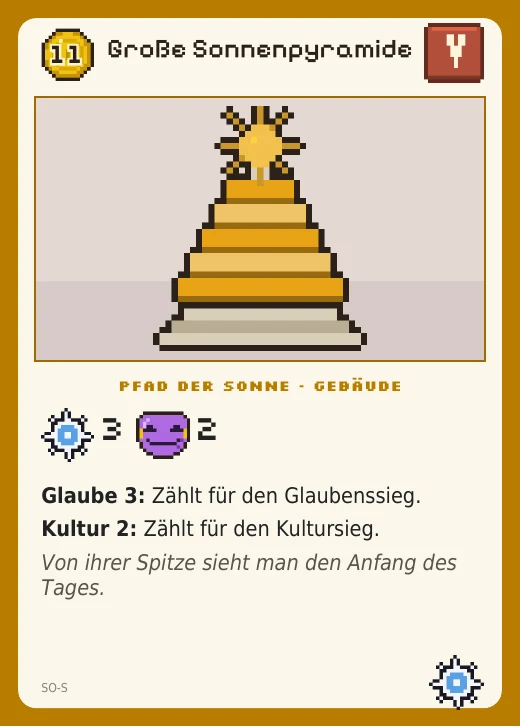 11 Große Sonnenpyramide Y
PFAD DER SONNE - GEBÄUDE
3 2
Glaube 3: Zählt für den Glaubenssieg.
Kultur 2: Zählt für den Kultursieg.
Von ihrer Spitze sieht man den Anfang des
Tages.
SO-S